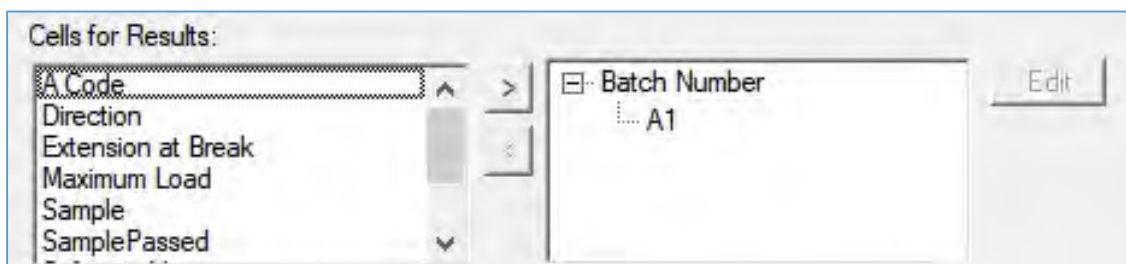 Cells for Results:
A Code
Direction
Extension at Break
Maximum Load
Sample
SamplePassed
>
<
Batch Number
A1
Edit